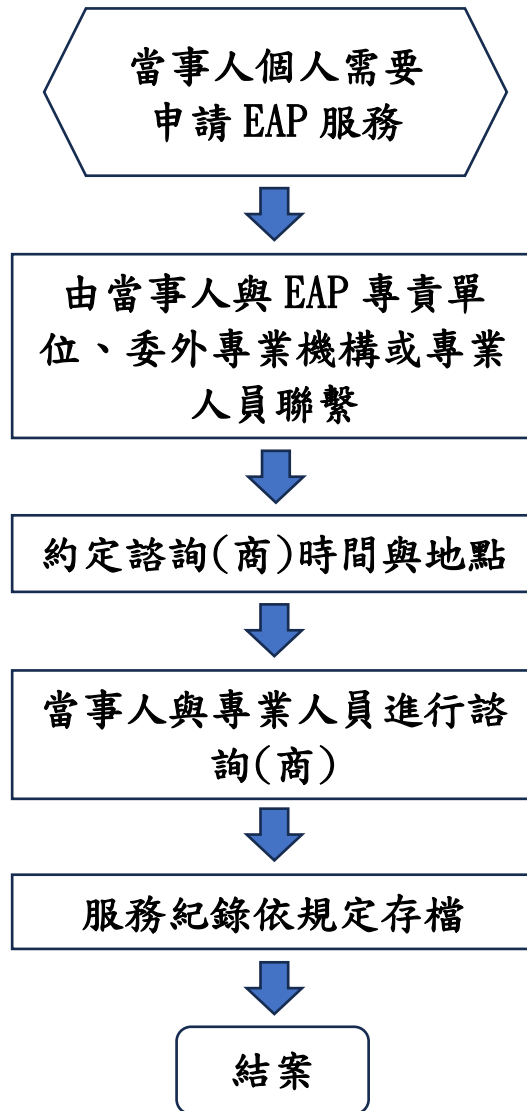 當事人個人需要
申請 EAP 服務
由當事人與 EAP 專責單
位、委外專業機構或專業
人員聯繫
約定諮詢(商)時間與地點
當事人與專業人員進行諮
詢(商)
服務紀錄依規定存檔
結案